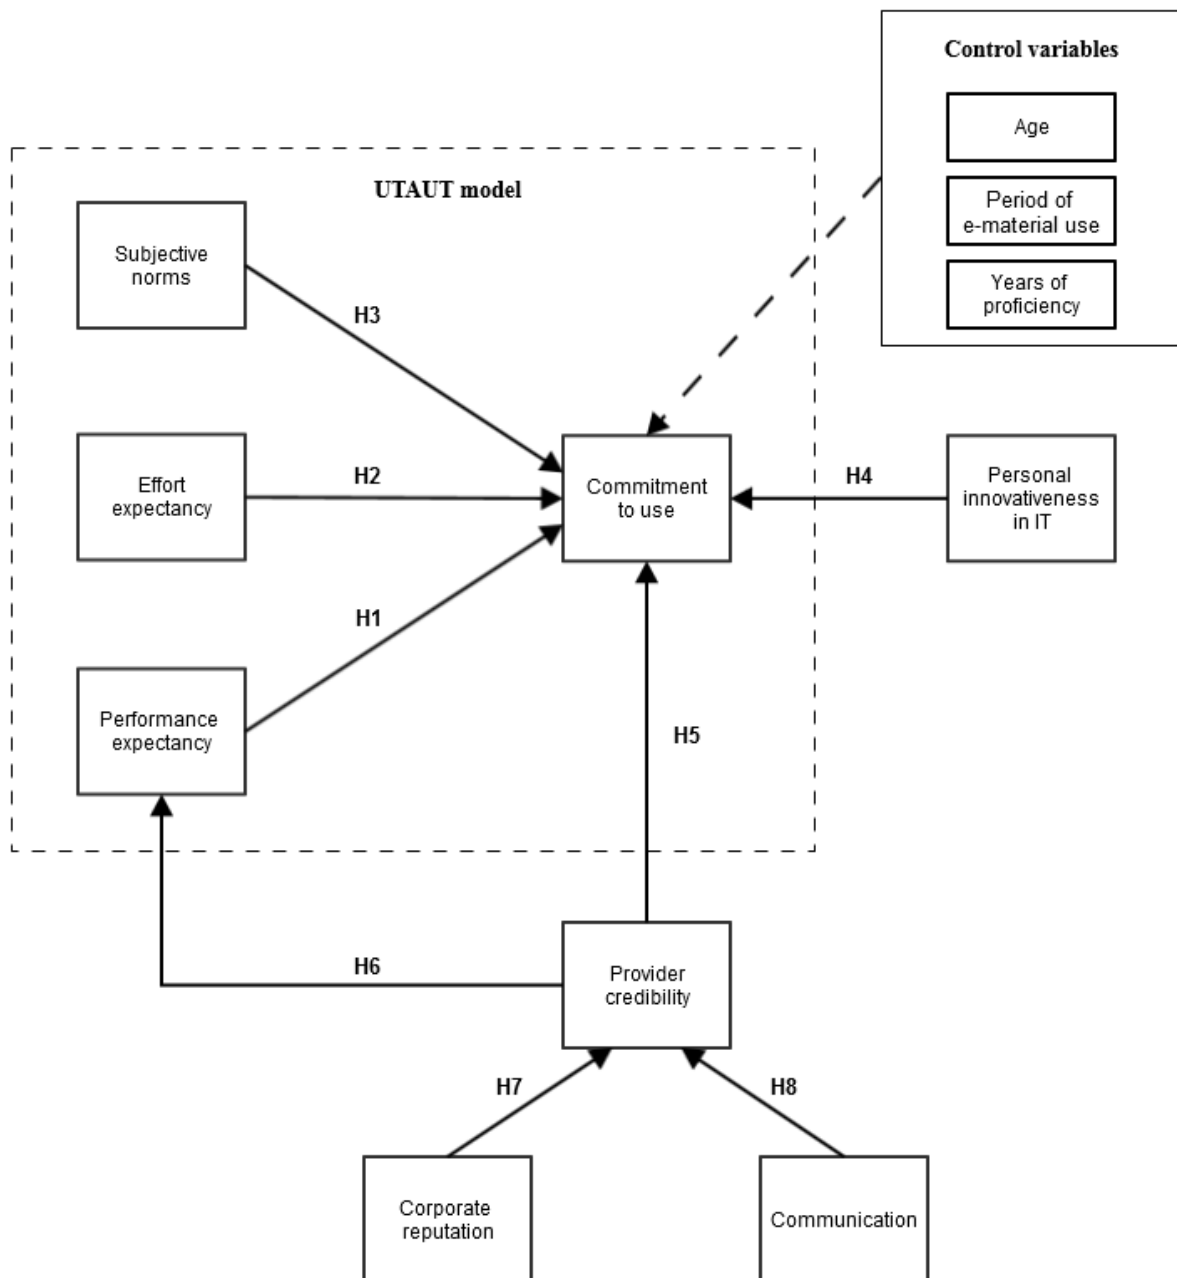 Control variables
Age
Period of
e-material use
Years of
proficiency
UTAUT model
Subjective
norms
H3
Effort
expectancy
H2
Commitment
to use
H4
Personal
innovativeness
in IT
H1
Performance
expectancy
H5
H6
Provider
credibility
H7
H8
Corporate
reputation
Communication